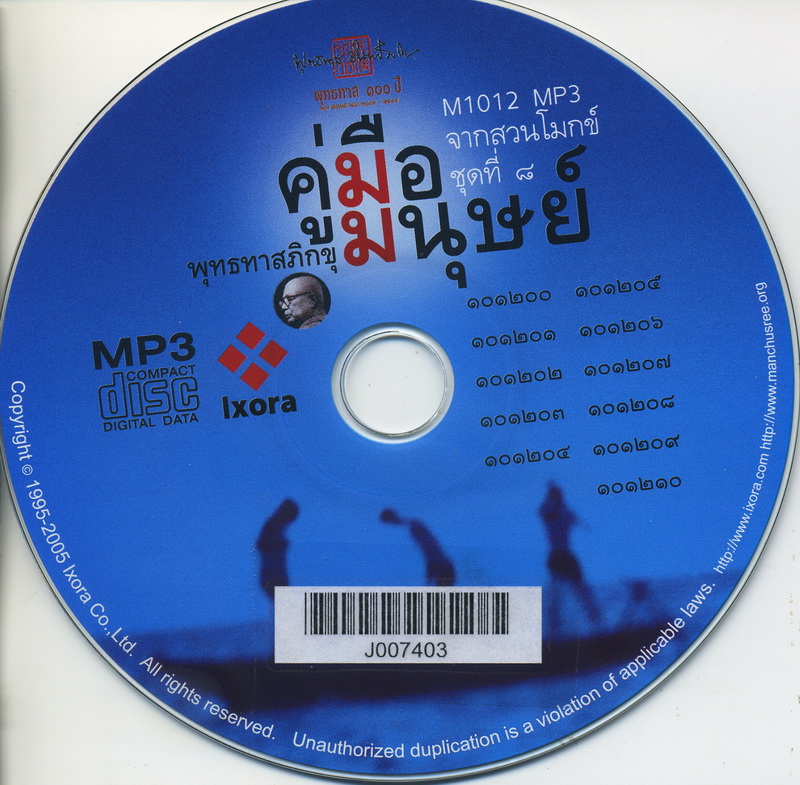 พุทธทาส ๑๐๐ ปี
M1012 MP3
จากสวนโมกข์
ชุดที่ ๘
คู่มือ
มนุษย์
พุทธทาสภิกขุ
๑๐๑๒๐๐ ๑๐๑๒๐๕
๑๐๑๒๐๑ ๑๐๑๒๐๖
๑๐๑๒๐๒ ๑๐๑๒๐๗
๑๐๑๒๐๓ ๑๐๑๒๐๘
๑๐๑๒๐๔ ๑๐๑๒๐๙
๑๐๑๒๑๐
MP3
COMPACT
disc
DIGITAL DATA
Ixora
J007403
Copyright © 1995-2005 Ixora Co.,Ltd. All rights reserved. Unauthorized duplication is a violation of applicable laws. http://www.ixora.com http://www.manchusree.org